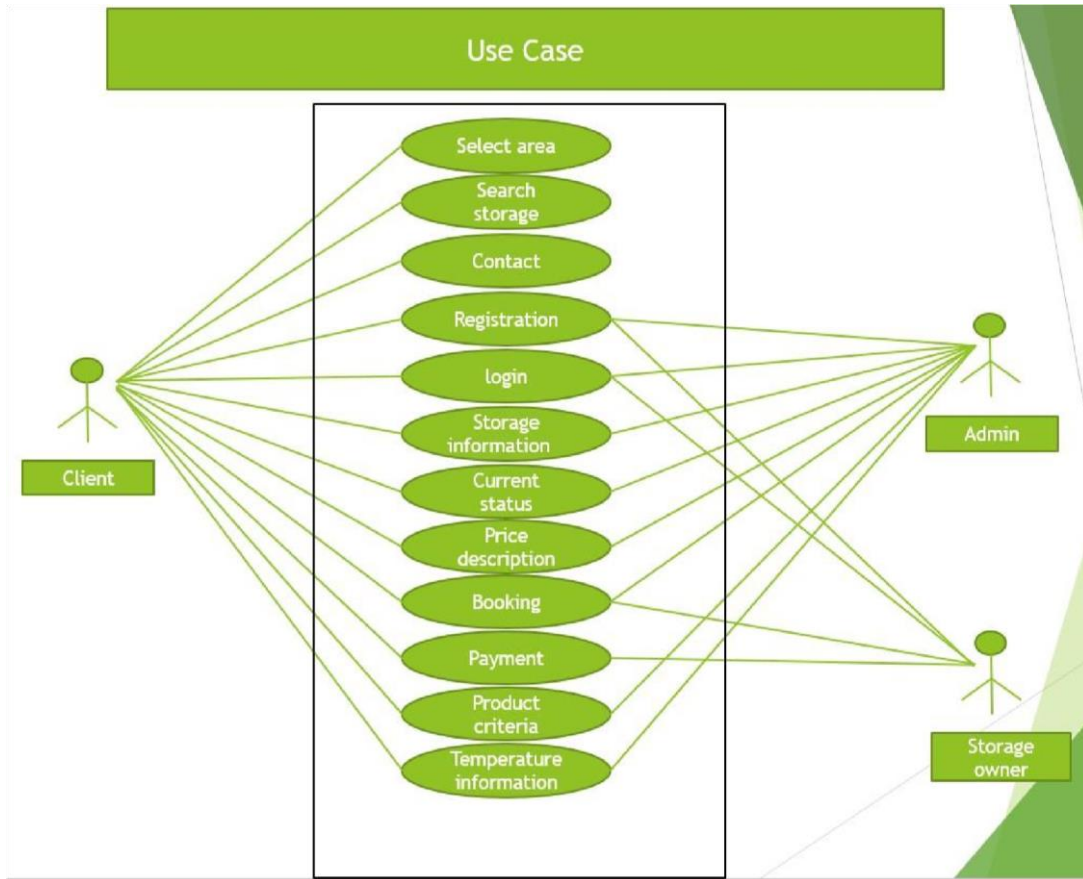 Use Case
Select area
Search
storage
Contact
Registration
login
Storage
information
Current
status
Price
description
Booking
Payment
Product
criteria
Temperature
information
Client
Admin
Storage
owner